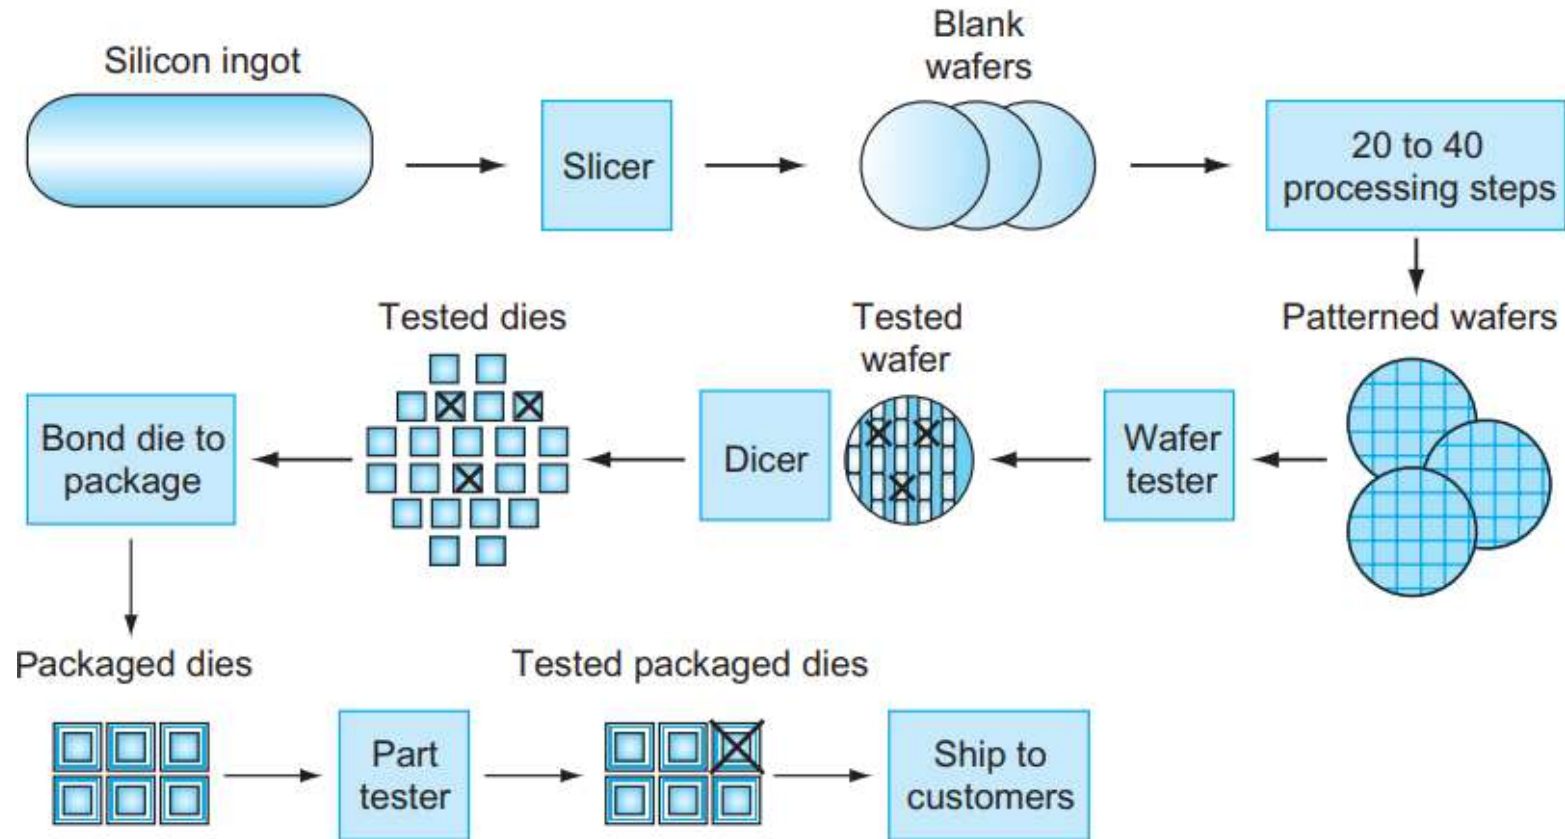 Silicon ingot
Slicer
Blank
wafers
20 to 40
processing steps
Patterned wafers
Wafer
tester
Tested
wafer
Dicer
Tested dies
Bond die to
package
Packaged dies
Part
tester
Tested packaged dies
Ship to
customers